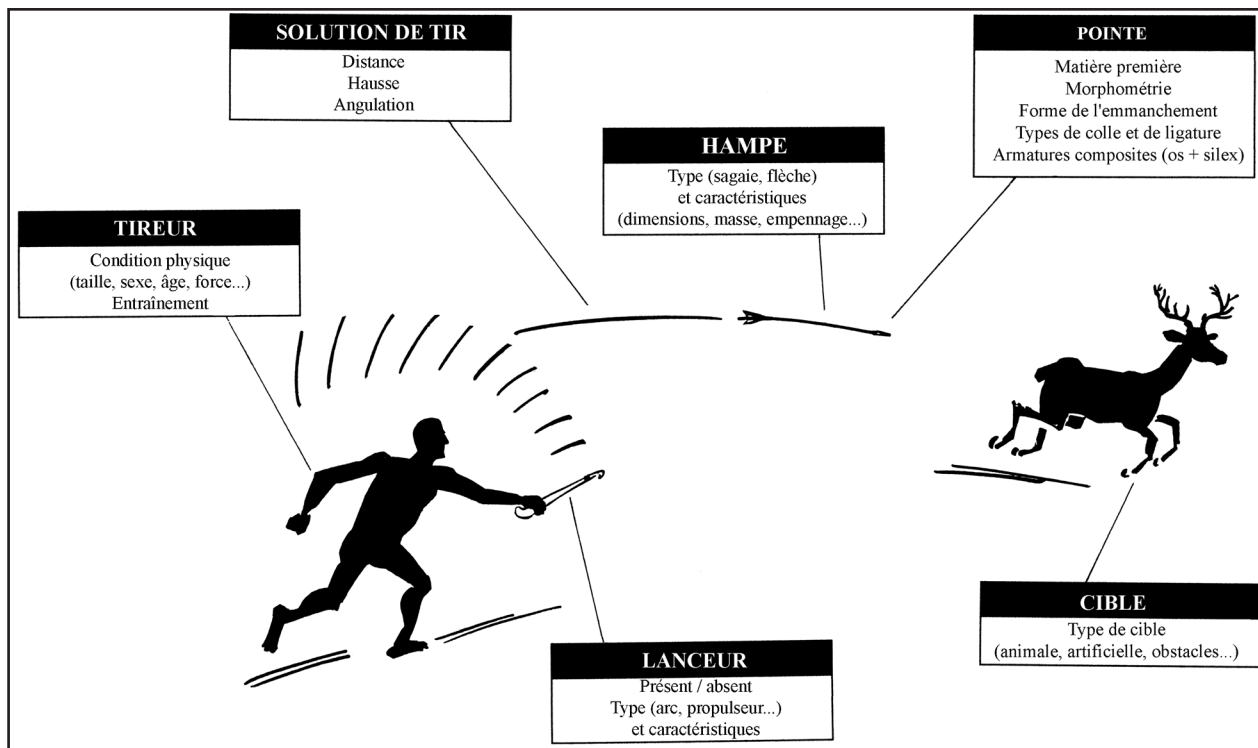 SOLUTION DE TIR
Distance
Hausse
Angulation
POINTE
Matière première
Morphométrie
Forme de l'emmanchement
Types de colle et de ligature
Armatures composites (os + silex)
HAMPE
Type (sagaie, flèche)
et caractéristiques
(dimensions, masse, empennage...)
TIREUR
Condition physique
(taille, sexe, âge, force...)
Entraînement
CIBLE
Type de cible
(animale, artificielle, obstacles...)
LANCEUR
Présent / absent
Type (arc, propulseur...)
et caractéristiques